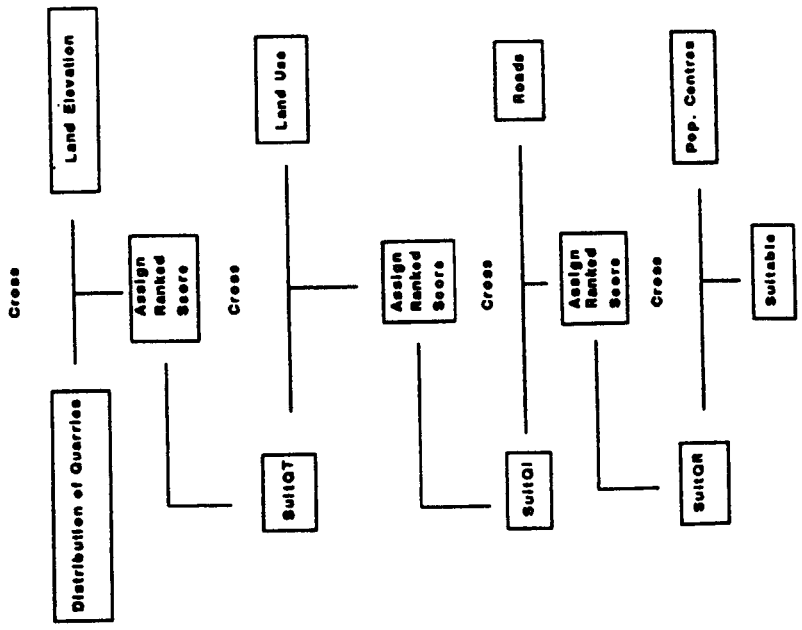 Cross
Distribution of Quarries
Land Elevation
Assign
Ranked
Score
Cross
SuitQT
Land Use
Assign
Ranked
Score
Cross
SuitQI
Roads
Assign
Ranked
Score
Cross
SuitQR
Pop. Centres
Suitable